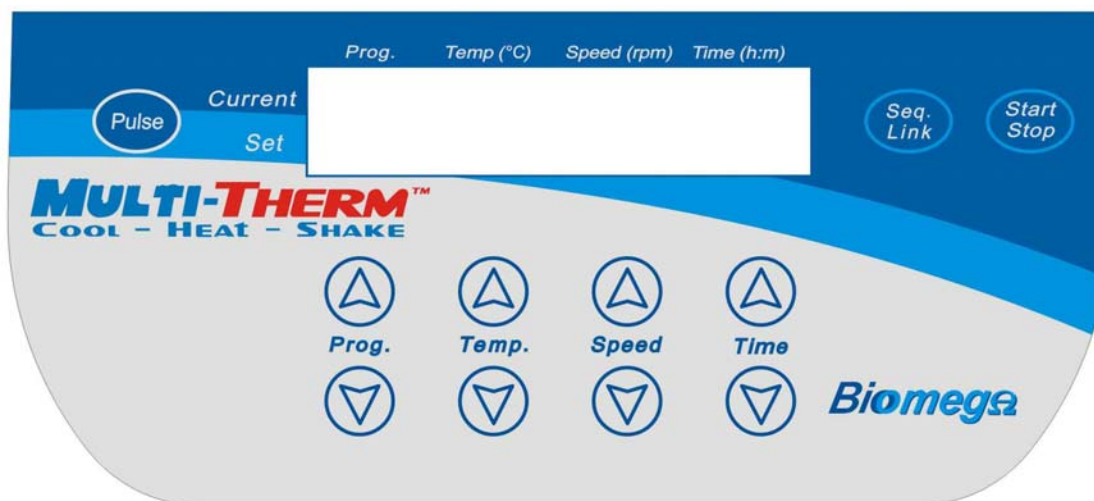 Prog. Temp (°C) Speed (rpm) Time (h:m)
Current
Set
Pulse
Seq.
Link
Start
Stop
MULTI-THERM™
COOL - HEAT - SHAKE
Prog. Temp. Speed Time
BiomegΩ